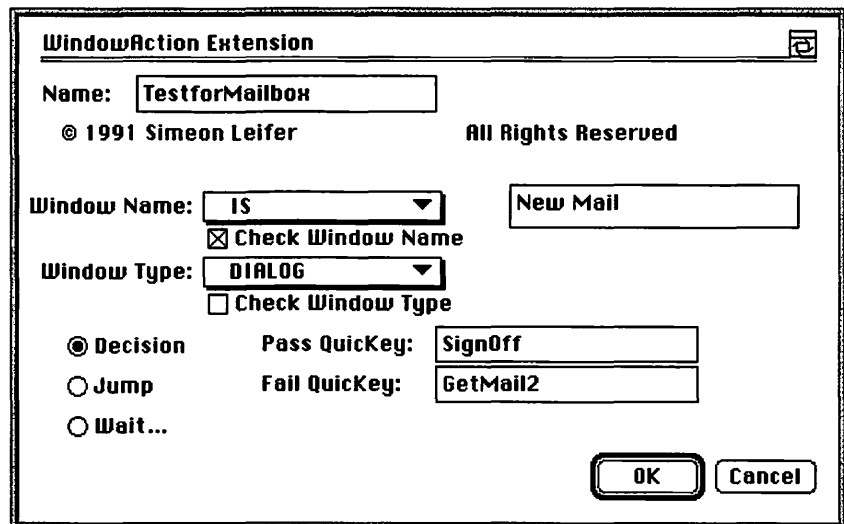 WindowAction Extension
Name: TestforMailbox
© 1991 Simeon Leifer All Rights Reserved
Window Name: IS New Mail
Check Window Name
Window Type: DIALOG
Check Window Type
Decision Pass QuicKey: SignOff
Jump Fail QuicKey: GetMail2
Wait...
OK Cancel